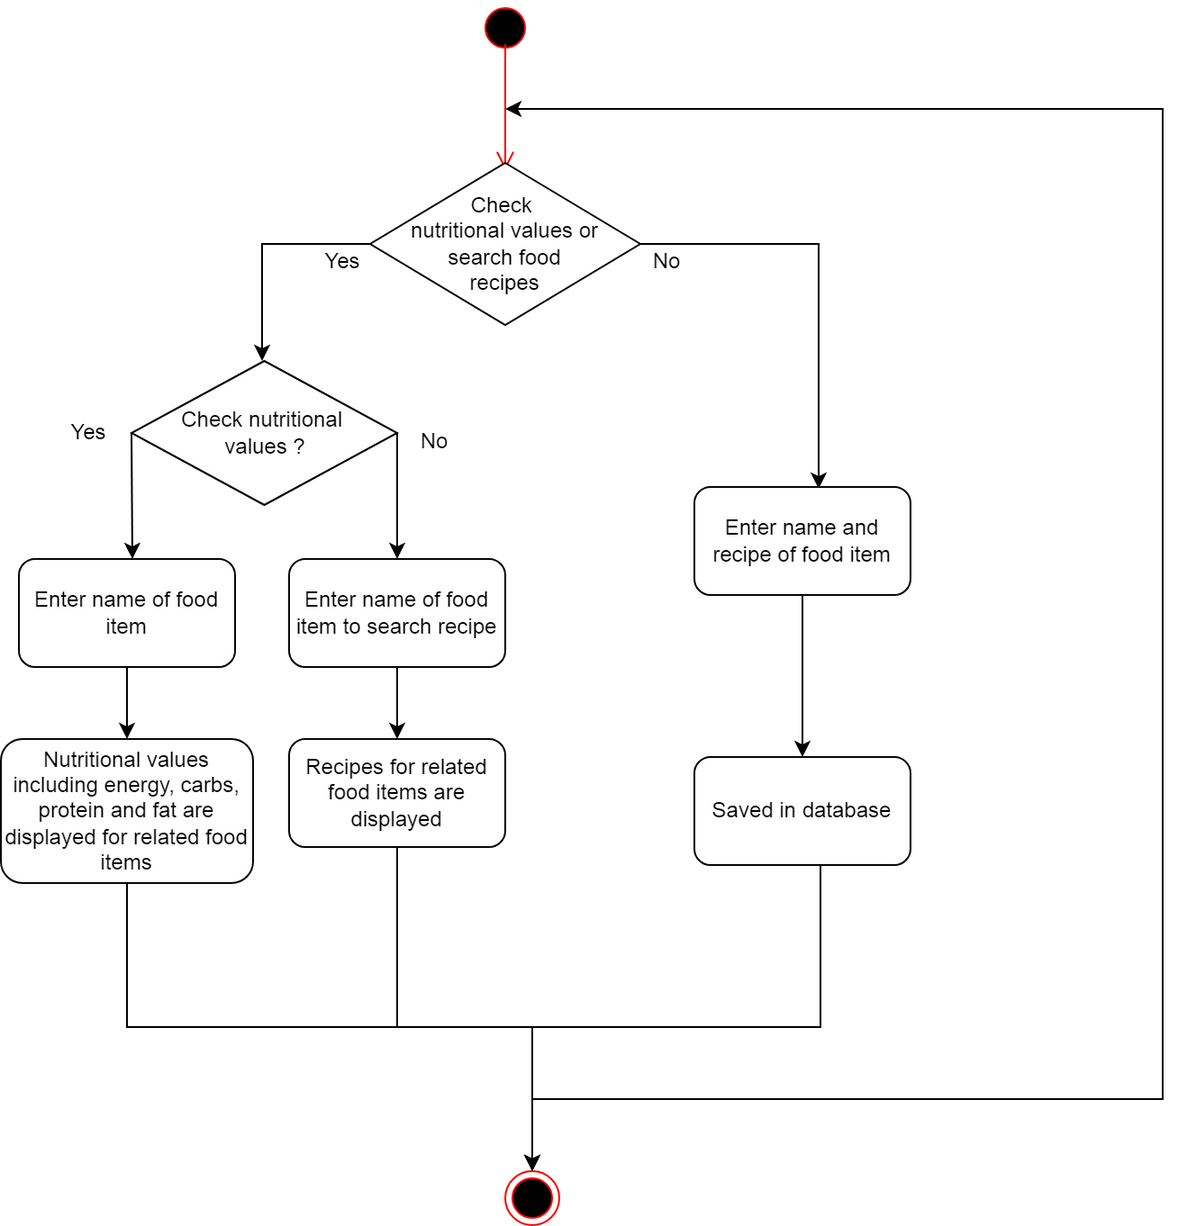 Check
nutritional values or
search food
recipes
Yes
No
Check nutritional
values ?
Yes
No
Enter name and
recipe of food item
Enter name of food
item
Enter name of food
item to search recipe
Nutritional values
including energy, carbs,
protein and fat are
displayed for related food
items
Recipes for related
food items are
displayed
Saved in database